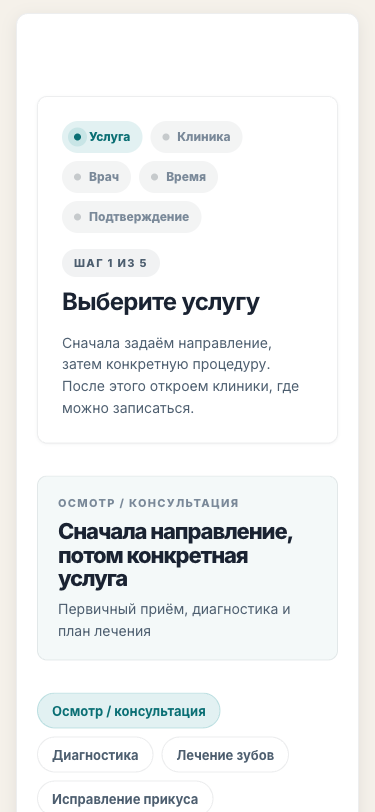 Услуга
Клиника
Врач
Время
Подтверждение
ШАГ 1 ИЗ 5
Выберите услугу
Сначала задаём направление,
затем конкретную процедуру.
После этого откроем клиники, где
можно записаться.
ОСМОТР / КОНСУЛЬТАЦИЯ
Сначала направление,
потом конкретная
услуга
Первичный приём, диагностика и
план лечения
Осмотр / консультация
Диагностика
Лечение зубов
Исправление прикуса